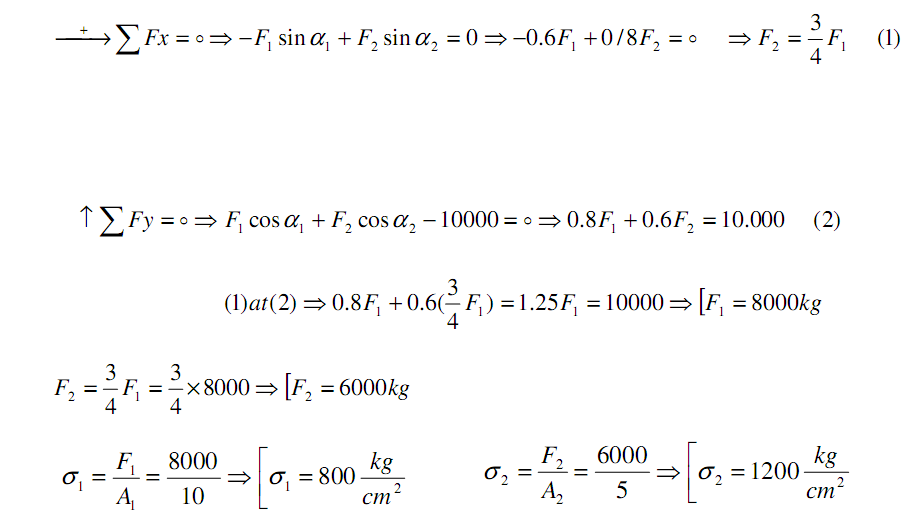 ⟶⁺ ∑Fx = ∘ ⇒ −F₁ sin α₁ + F₂ sin α₂ = 0 ⇒ −0.6F₁ + 0/8F₂ = ∘ ⇒ F₂ = 3/4 F₁ (1)
↑∑Fy = ∘ ⇒ F₁ cos α₁ + F₂ cos α₂ − 10000 = ∘ ⇒ 0.8F₁ + 0.6F₂ = 10.000 (2)
(1)at(2) ⇒ 0.8F₁ + 0.6(3/4 F₁) = 1.25F₁ = 10000 ⇒ [F₁ = 8000kg
F₂ = 3/4 F₁ = 3/4 × 8000 ⇒ [F₂ = 6000kg
σ₁ = F₁/A₁ = 8000/10 ⇒ [σ₁ = 800 kg/cm² σ₂ = F₂/A₂ = 6000/5 ⇒ [σ₂ = 1200 kg/cm²